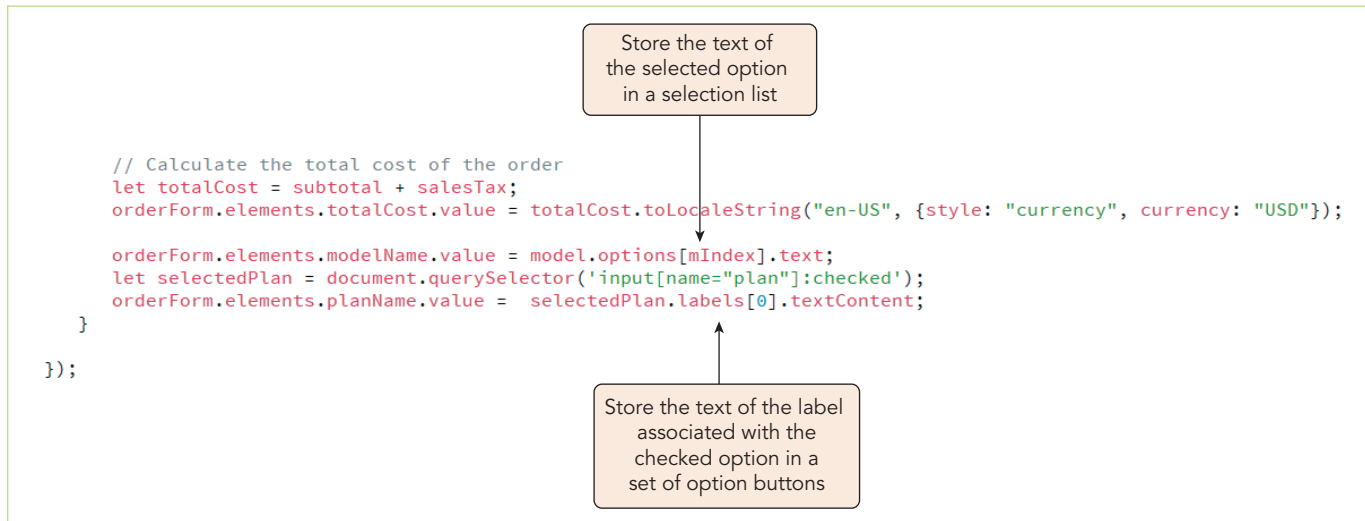 Store the text of
the selected option
in a selection list
// Calculate the total cost of the order
let totalCost = subtotal + salesTax;
orderForm.elements.totalCost.value = totalCost.toLocaleString("en-US", {style: "currency", currency: "USD"});
orderForm.elements.modelName.value = model.options[mIndex].text;
let selectedPlan = document.querySelector('input[name="plan"]:checked');
orderForm.elements.planName.value =  selectedPlan.labels[0].textContent;
}
});
Store the text of the label
associated with the
checked option in a
set of option buttons